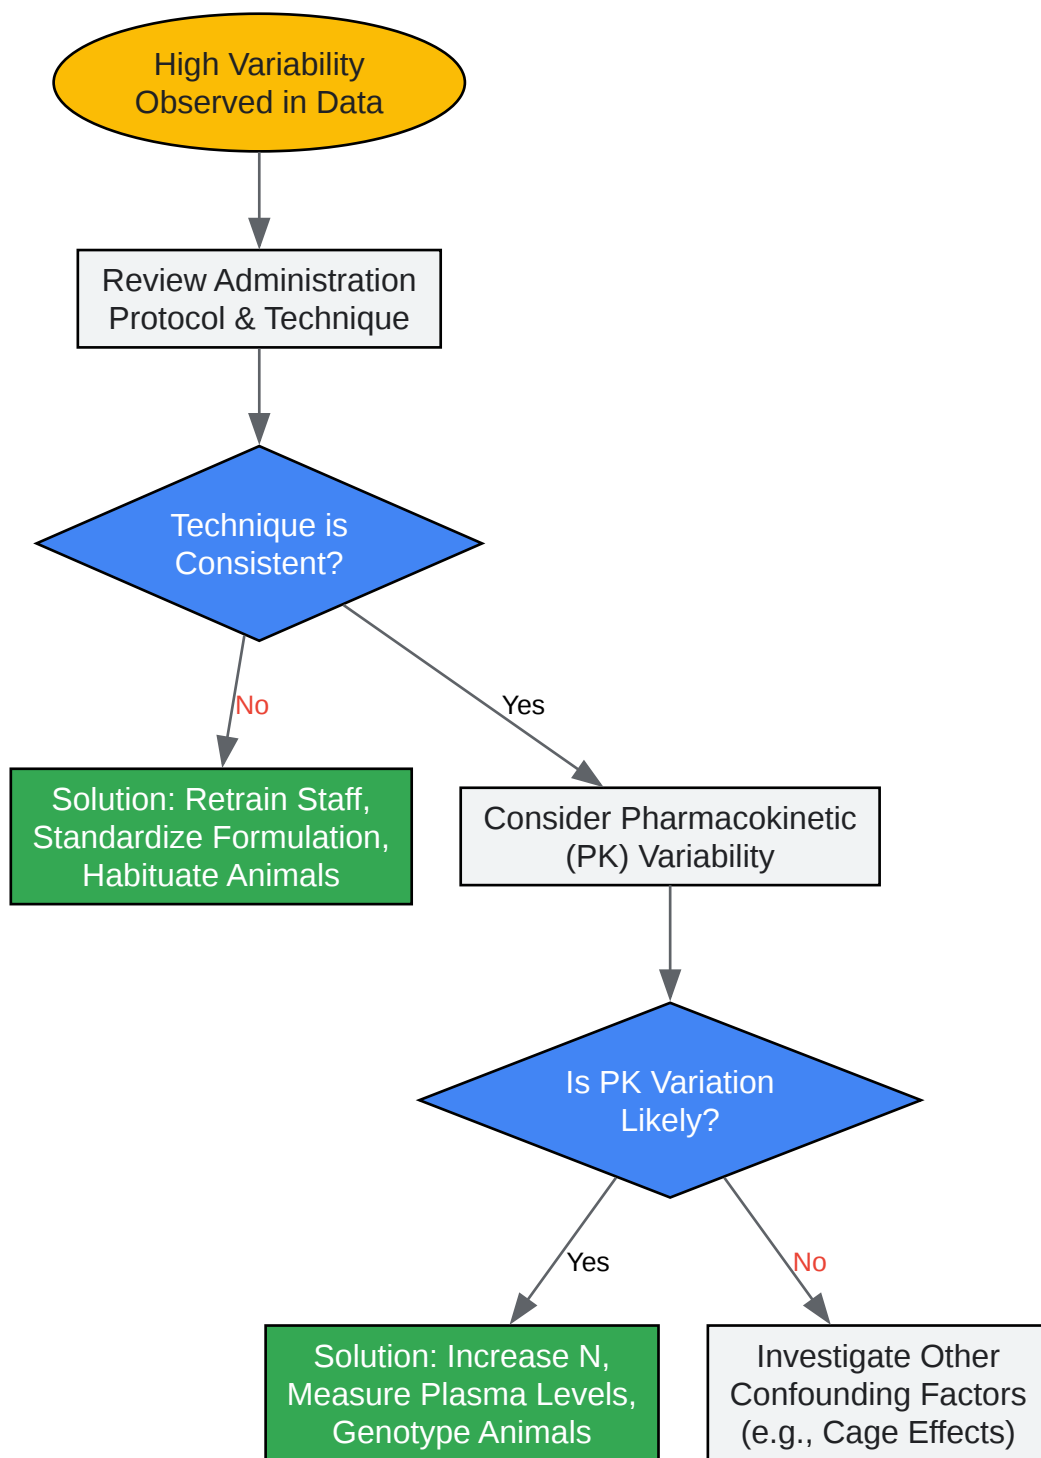 High Variability
Observed in Data
Review Administration
Protocol & Technique
Technique is
Consistent?
No
Yes
Solution: Retrain Staff,
Standardize Formulation,
Habituate Animals
Consider Pharmacokinetic
(PK) Variability
Is PK Variation
Likely?
Yes
No
Solution: Increase N,
Measure Plasma Levels,
Genotype Animals
Investigate Other
Confounding Factors
(e.g., Cage Effects)